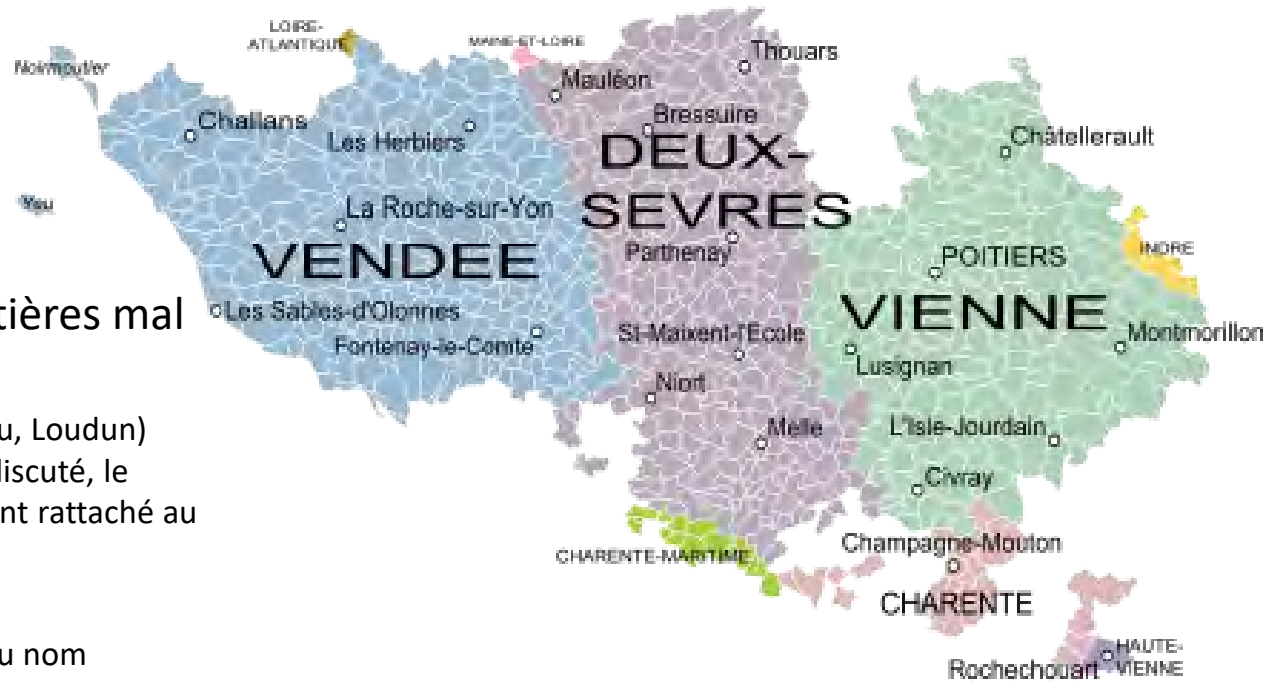 LOIRE-
ATLANTIQUE
MAINE-ET-LOIRE
Noirmoutier
Thouars
Mauléon
Challans
Bressuire
Les Herbiers
Châtellerault
DEUX-
SEVRES
Yeu
La Roche-sur-Yon
VENDEE
Parthenay
POITIERS
INDRE
tières mal
Les Sables-d'Olonnes
VIENNE
St-Maixent-l'Ecole
Montmorillon
Fontenay-le-Comte
Lusignan
Niort
u, Loudun)
Melle
L'Isle-Jourdain
liscuté, le
Civray
nt rattaché au
CHARENTE-MARITIME
Champagne-Mouton
CHARENTE
u nom
Rochechouart
HAUTE-
VIENNE